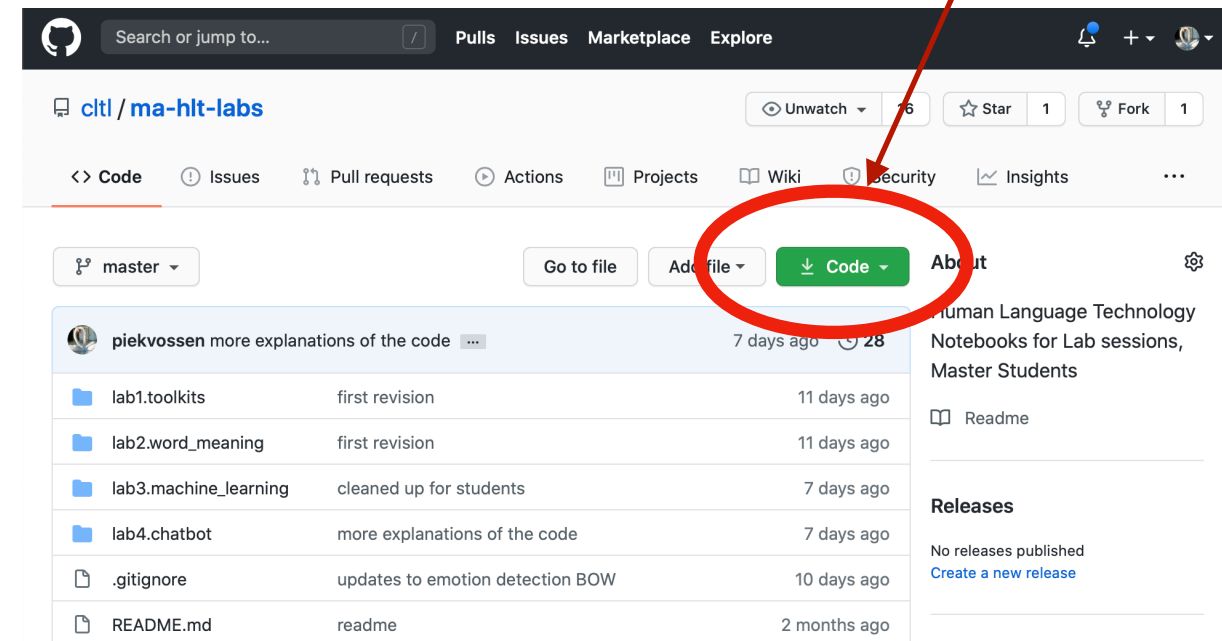 Search or jump to... / Pulls Issues Marketplace Explore
cltl / ma-hlt-labs Unwatch 16 Star 1 Fork 1
Code Issues Pull requests Actions Projects Wiki Security Insights ...
master Go to file Add file Code About
Human Language Technology
Notebooks for Lab sessions,
Master Students
piekvossen more explanations of the code ... 7 days ago 28
lab1.toolkits first revision 11 days ago
Readme
lab2.word_meaning first revision 11 days ago
lab3.machine_learning cleaned up for students 7 days ago
Releases
lab4.chatbot more explanations of the code 7 days ago
No releases published
Create a new release
.gitignore updates to emotion detection BOW 10 days ago
README.md readme 2 months ago